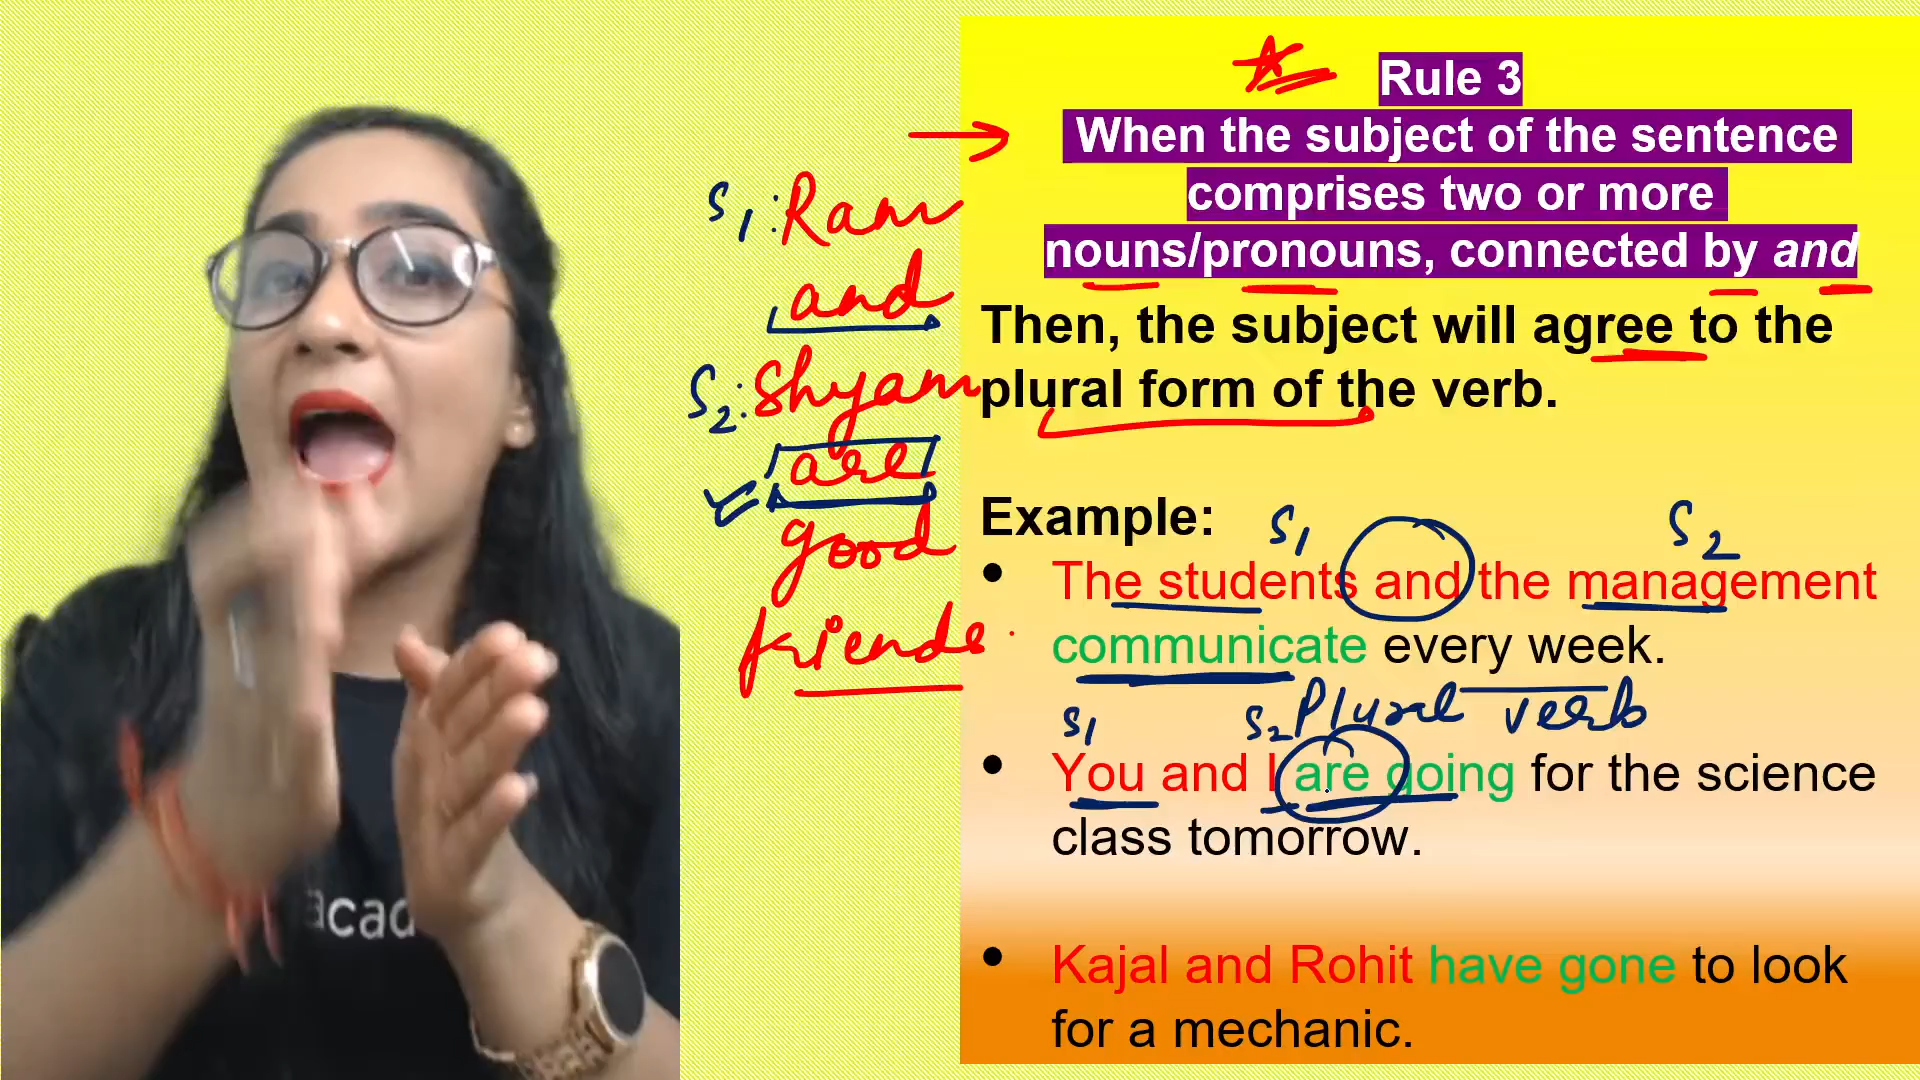 Rule 3
When the subject of the sentence
comprises two or more
nouns/pronouns, connected by and
Then, the subject will agree to the
plural form of the verb.
S1: Ram
and
S2: Shyam
are
good
friends
Example:
S1 S2
• The students and the management
communicate every week.
Plural verb
S1 S2
• You and I are going for the science
class tomorrow.
• Kajal and Rohit have gone to look
for a mechanic.
acad